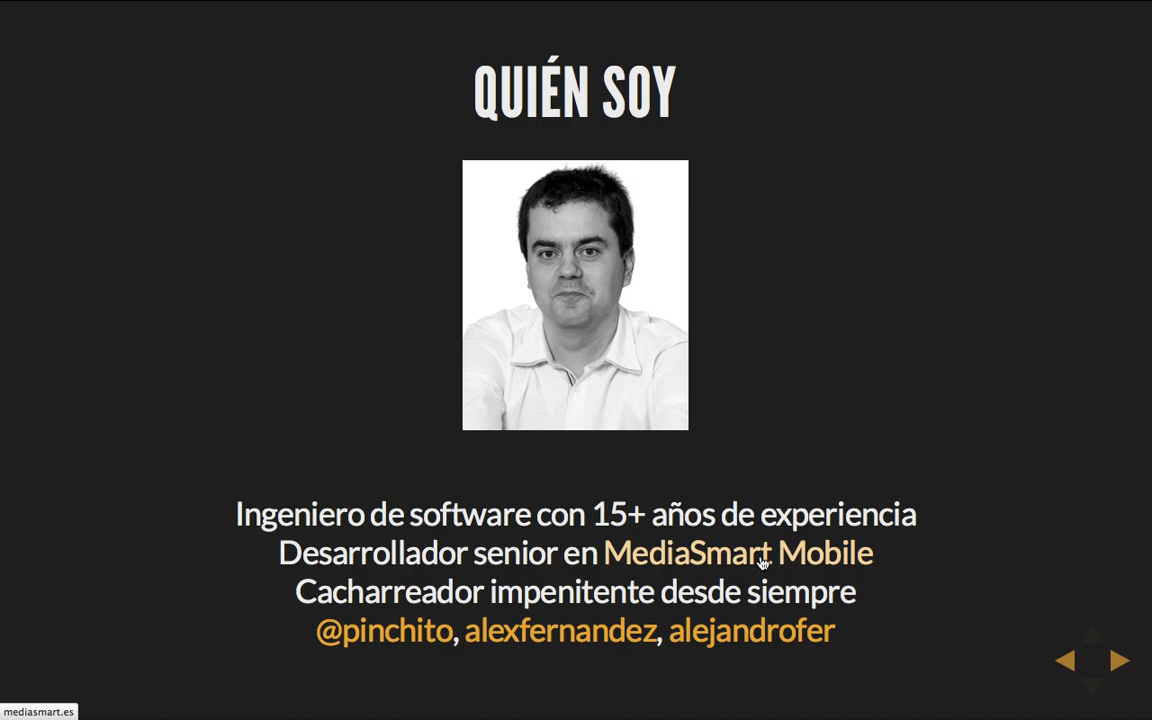 QUIÉN SOY
Ingeniero de software con 15+ años de experiencia
Desarrollador senior en MediaSmart Mobile
Cacharreador impenitente desde siempre
@pinchito, alexfernandez, alejandrofer
mediasmart.es